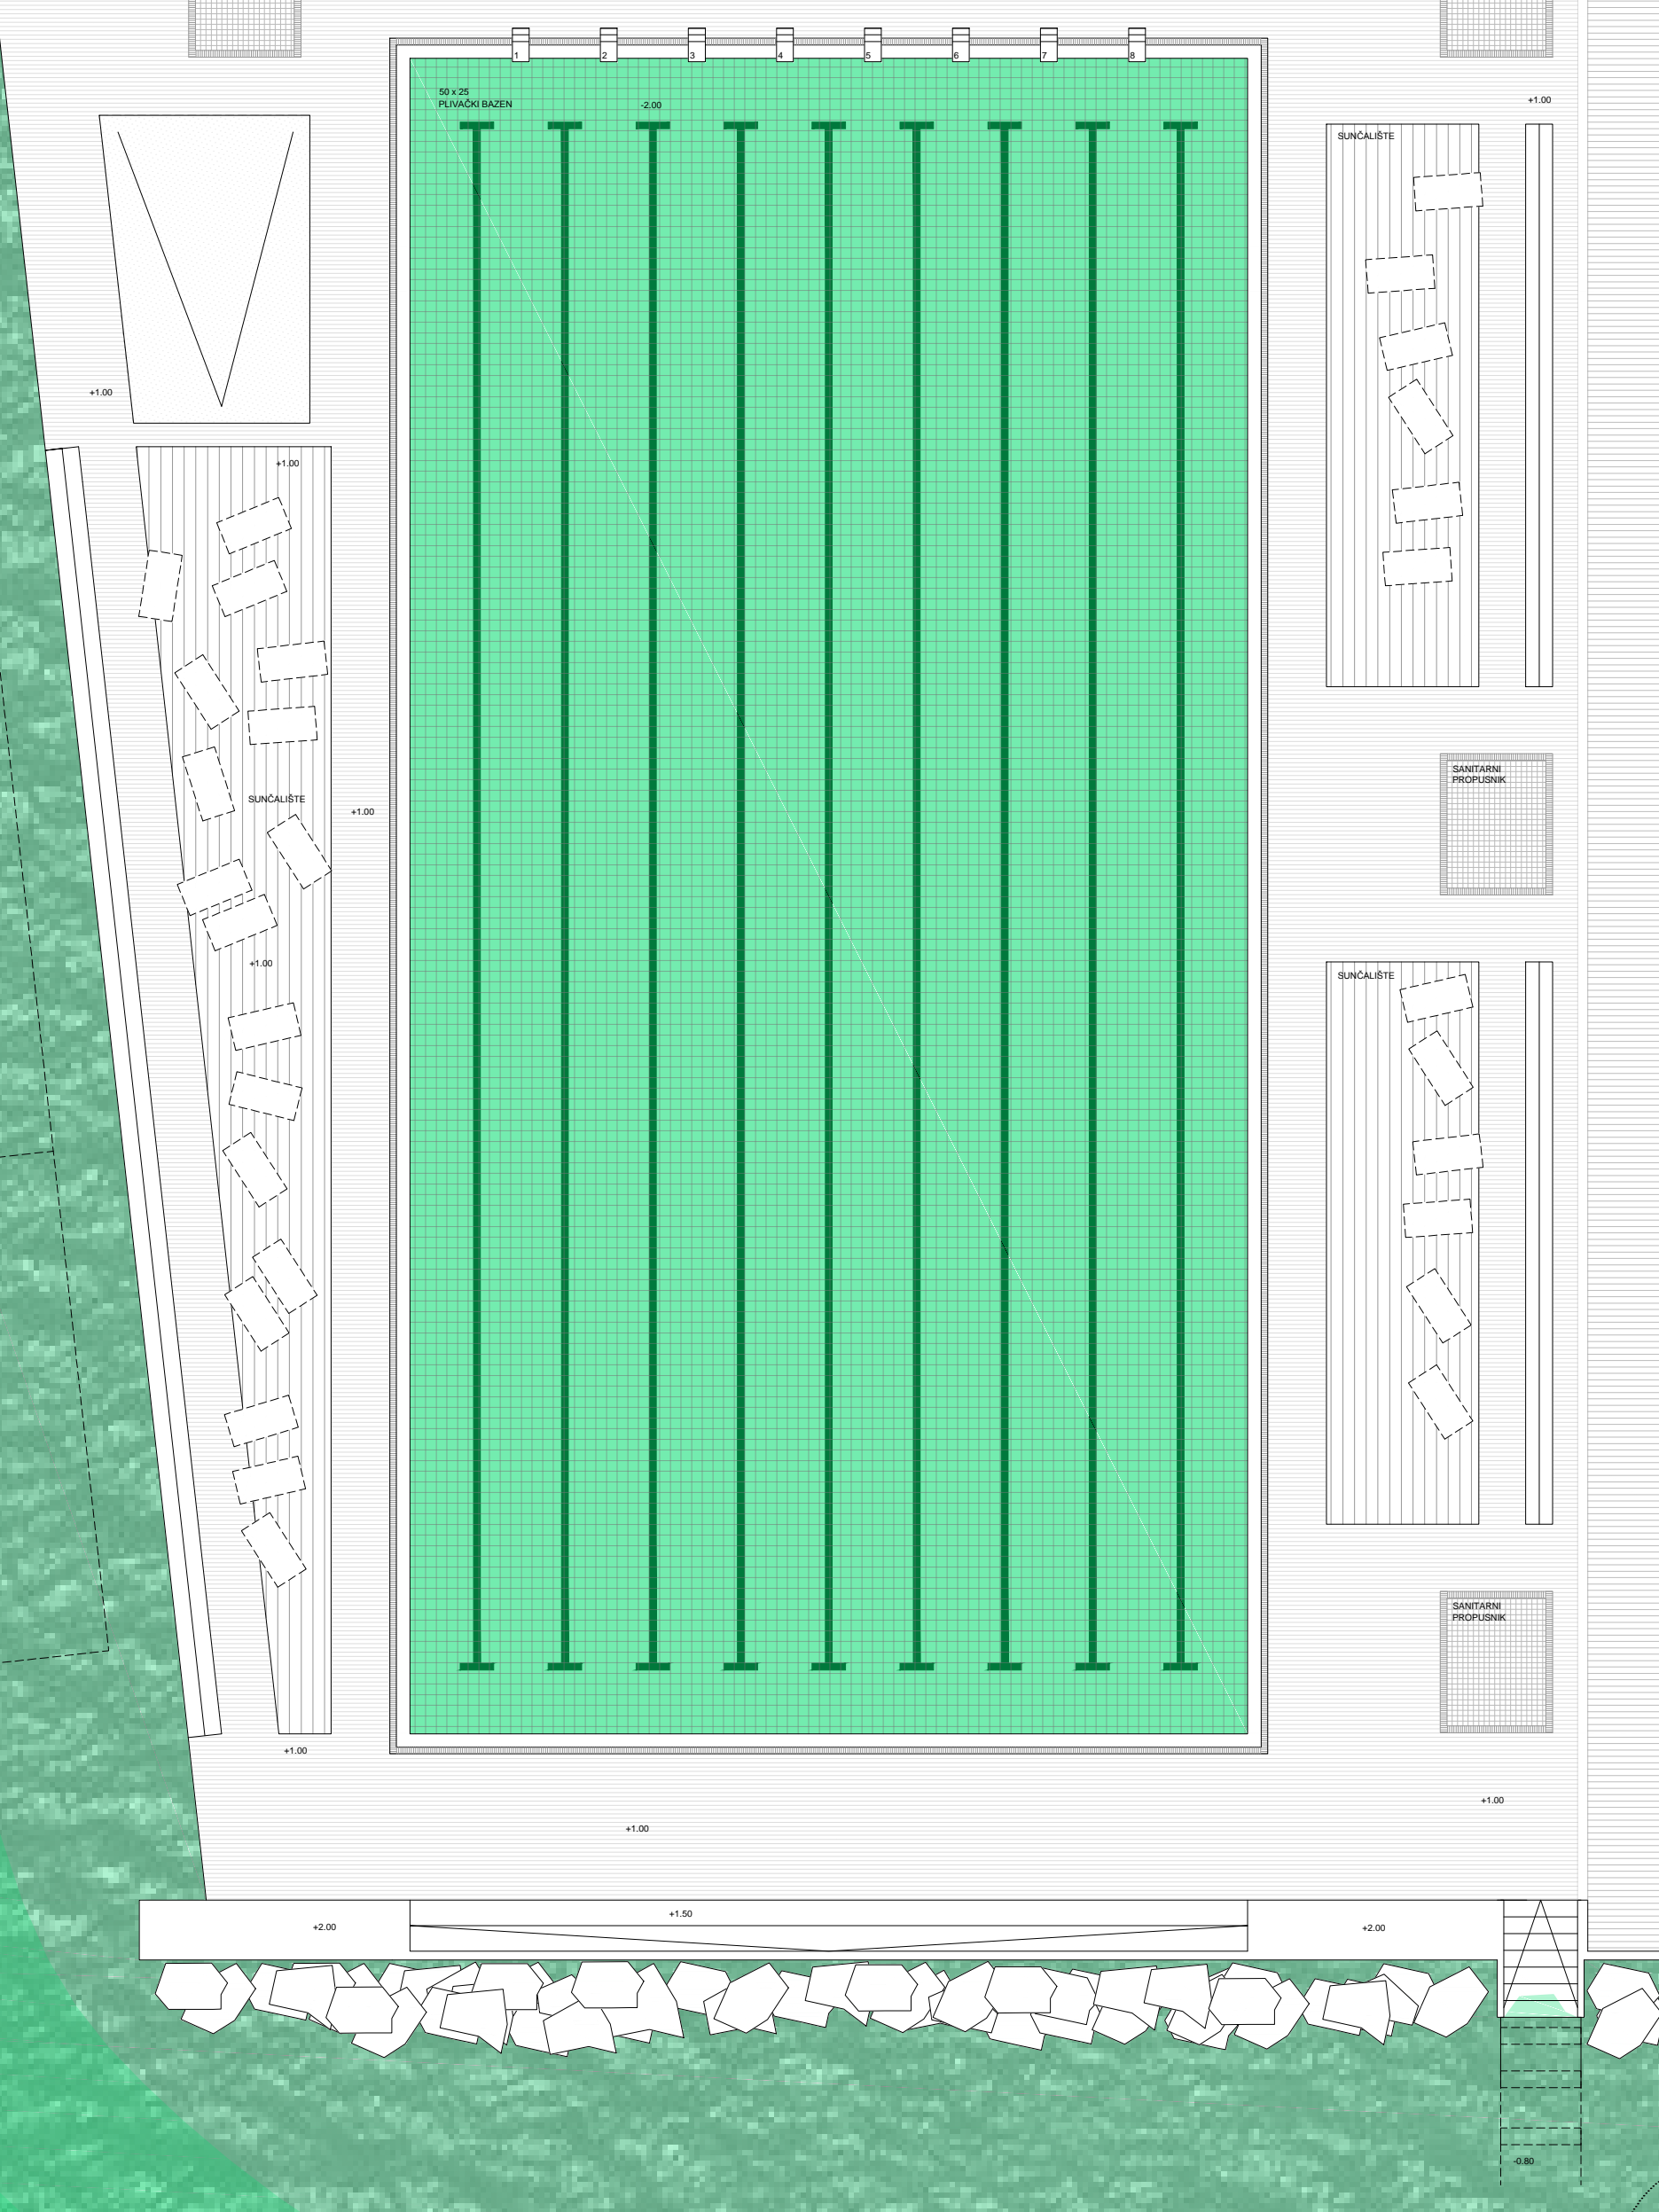 1 2 3 4 5 6 7 8
50 x 25
PLIVAČKI BAZEN
-2.00
+1.00
SUNČALIŠTE
+1.00
+1.00
SANITARNI
PROPUSNIK
SUNČALIŠTE
+1.00
+1.00
SUNČALIŠTE
SANITARNI
PROPUSNIK
+1.00
+1.00
+1.00
+1.50
+2.00
+2.00
-0.80